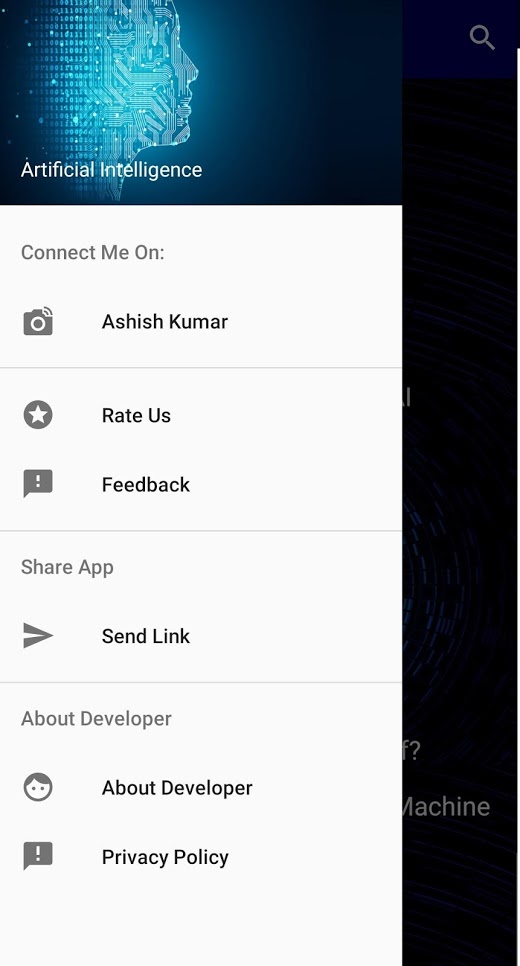 Artificial Intelligence
Connect Me On:
Ashish Kumar
Rate Us
Feedback
Share App
Send Link
About Developer
About Developer
Privacy Policy
Machine